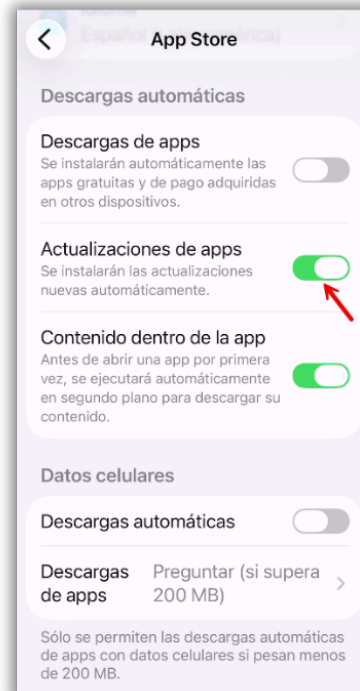 App Store
Descargas automáticas
Descargas de apps
Se instalarán automáticamente las
apps gratuitas y de pago adquiridas
en otros dispositivos.
Actualizaciones de apps
Se instalarán las actualizaciones
nuevas automáticamente.
Contenido dentro de la app
Antes de abrir una app por primera
vez, se ejecutará automáticamente
en segundo plano para descargar su
contenido.
Datos celulares
Descargas automáticas
Descargas de apps
Preguntar (si supera 200 MB)
Sólo se permiten las descargas automáticas
de apps con datos celulares si pesan menos
de 200 MB.